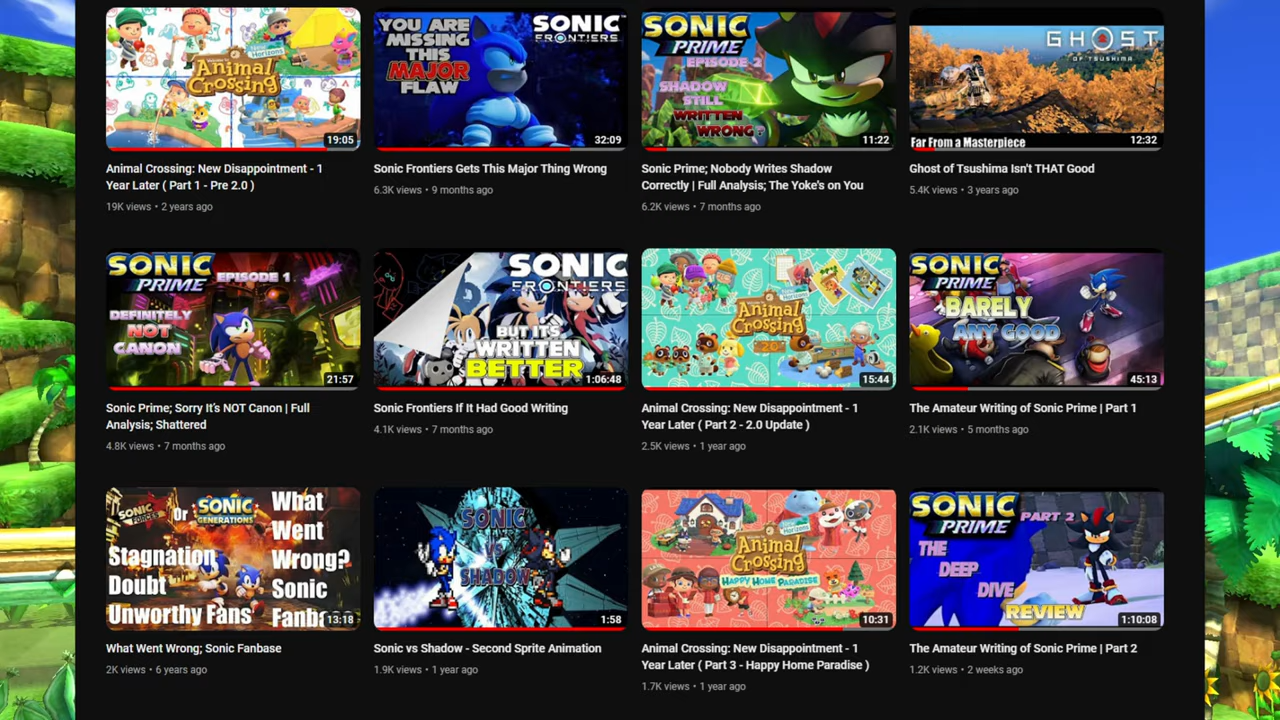 New Horizons
Animal
Crossing
19:05
YOU ARE
MISSING
THIS
MAJOR
FLAW
SONIC
FRONTIERS
32:09
SONIC
PRIME
EPISODE 2
SHADOW
STILL
WRITTEN
WRONG
11:22
GHOST
OF TSUSHIMA
Far From a Masterpiece
12:32
Animal Crossing: New Disappointment - 1
Year Later ( Part 1 - Pre 2.0 )
19K views • 2 years ago
Sonic Frontiers Gets This Major Thing Wrong
6.3K views • 9 months ago
Sonic Prime; Nobody Writes Shadow
Correctly | Full Analysis; The Yoke's on You
6.2K views • 7 months ago
Ghost of Tsushima Isn't THAT Good
5.4K views • 3 years ago
SONIC
PRIME
EPISODE 1
DEFINITELY
NOT
CANON
21:57
SONIC
FRONTIERS
BUT IT'S
WRITTEN
BETTER
1:06:48
Animal
Crossing
15:44
SONIC
PRIME
BARELY
ANY GOOD
45:13
Sonic Prime; Sorry It's NOT Canon | Full
Analysis; Shattered
4.8K views • 7 months ago
Sonic Frontiers If It Had Good Writing
4.1K views • 7 months ago
Animal Crossing: New Disappointment - 1
Year Later ( Part 2 - 2.0 Update )
2.5K views • 1 year ago
The Amateur Writing of Sonic Prime | Part 1
2.1K views • 5 months ago
SONIC
FORCES
Or
SONIC
GENERATIONS
What
Went
Wrong?
Sonic
Stagnation
Doubt
Unworthy Fans
13:18
SONIC
VS
SHADOW
1:58
Animal
Crossing
HAPPY HOME PARADISE
10:31
SONIC
PRIME
PART 2
THE
DEEP
DIVE
REVIEW
1:10:08
What Went Wrong; Sonic Fanbase
2K views • 6 years ago
Sonic vs Shadow - Second Sprite Animation
1.9K views • 1 year ago
Animal Crossing: New Disappointment - 1
Year Later ( Part 3 - Happy Home Paradise )
1.7K views • 1 year ago
The Amateur Writing of Sonic Prime | Part 2
1.2K views • 2 weeks ago